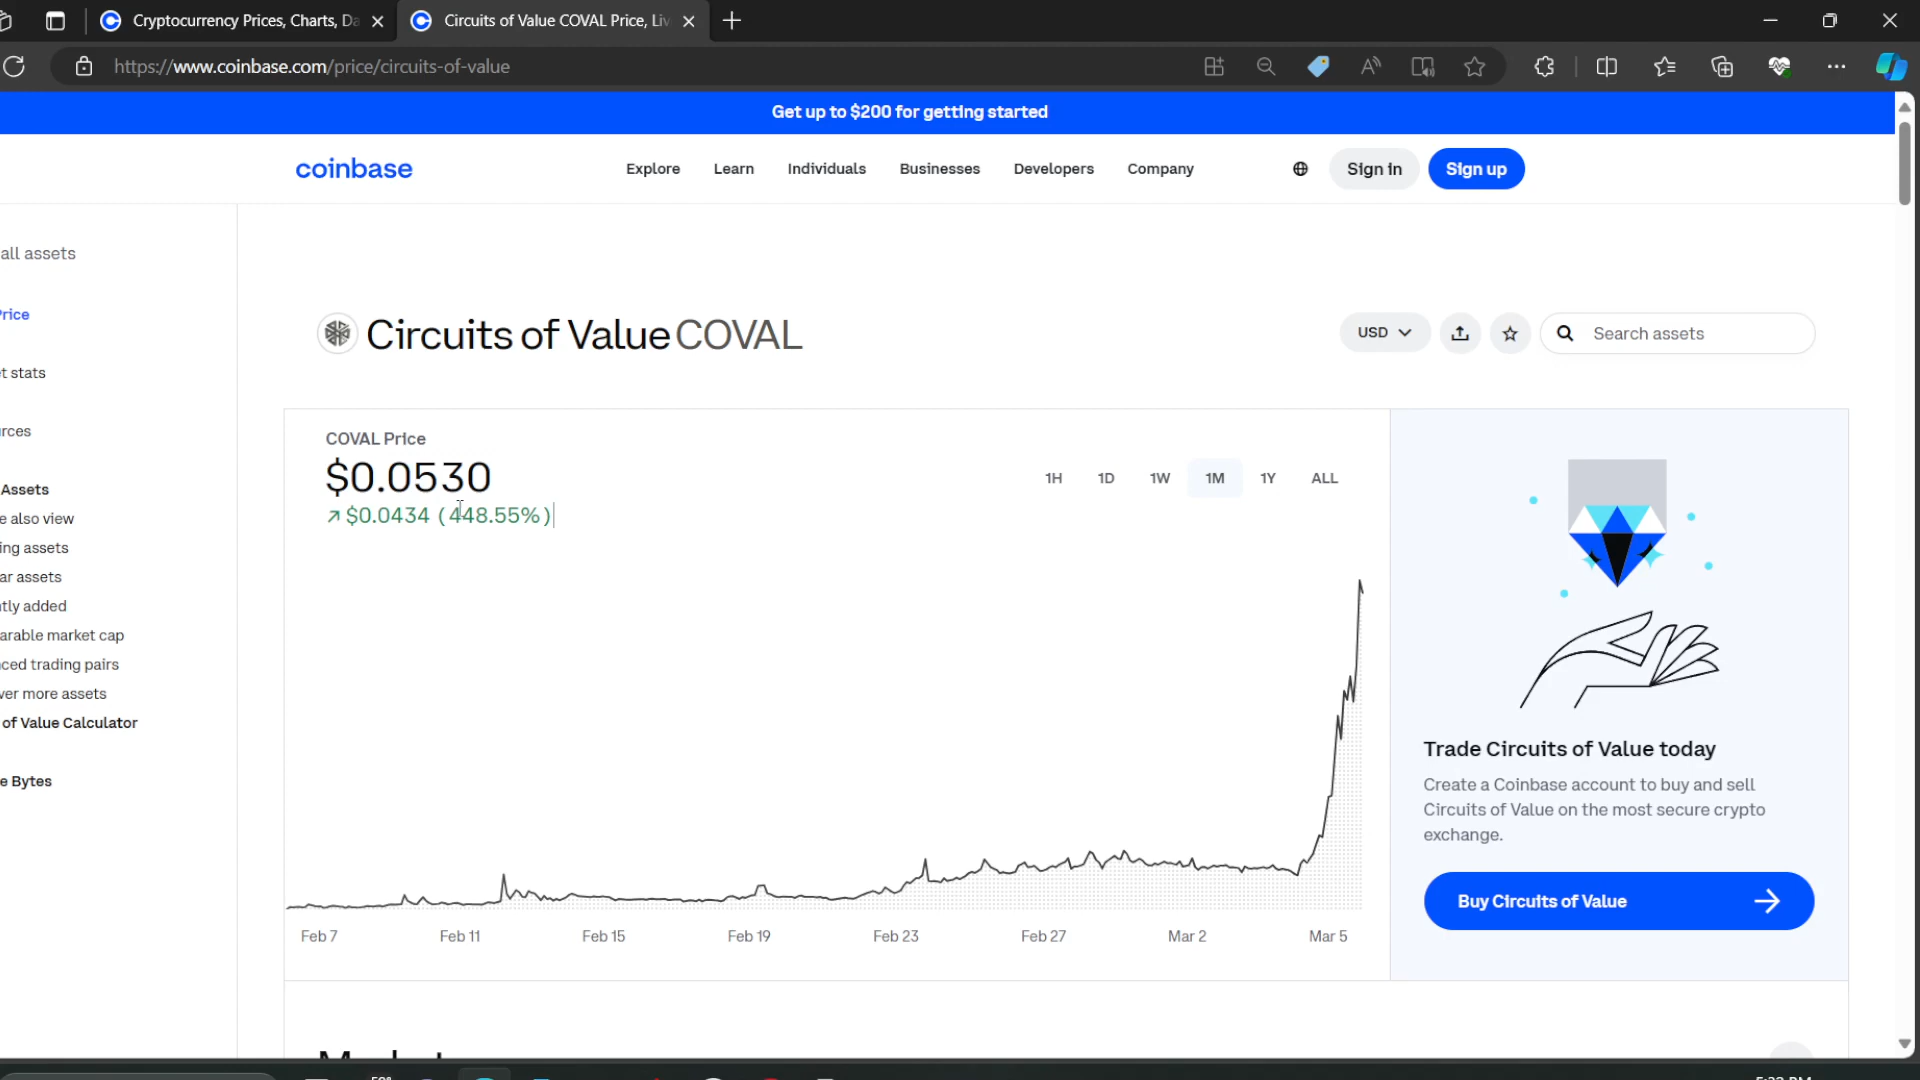 Cryptocurrency Prices, Charts, Da
Circuits of Value COVAL Price, Liv
https://www.coinbase.com/price/circuits-of-value
Get up to $200 for getting started
coinbase
Explore
Learn
Individuals
Businesses
Developers
Company
Sign in
Sign up
all assets
Price
t stats
rces
Assets
e also view
ing assets
ar assets
tly added
arable market cap
ced trading pairs
ver more assets
of Value Calculator
e Bytes
Circuits of Value COVAL
USD
Search assets
COVAL Price
$0.0530
↗ $0.0434 (448.55%)
1H
1D
1W
1M
1Y
ALL
Feb 7
Feb 11
Feb 15
Feb 19
Feb 23
Feb 27
Mar 2
Mar 5
Trade Circuits of Value today
Create a Coinbase account to buy and sell
Circuits of Value on the most secure crypto
exchange.
Buy Circuits of Value